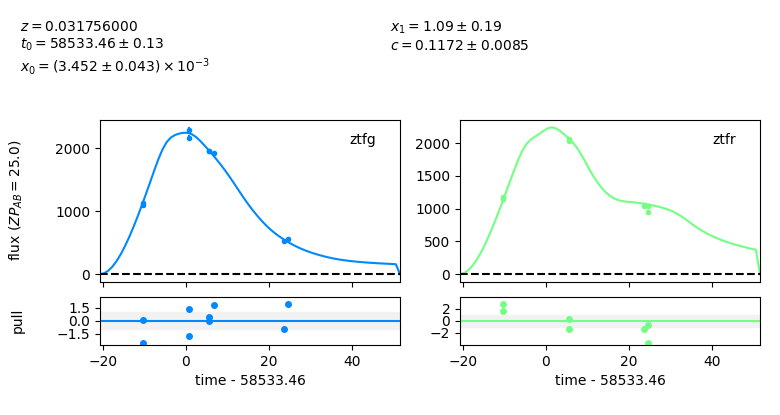 z = 0.031756000
t₀ = 58533.46 ± 0.13
x₀ = (3.452 ± 0.043) × 10⁻³
x₁ = 1.09 ± 0.19
c = 0.1172 ± 0.0085
flux (ZP_AB = 25.0)
2000
1000
0
ztfg
2000
1500
1000
500
0
ztfr
pull
1.5
0.0
−1.5
−20
0
20
40
time - 58533.46
2
0
−2
−20
0
20
40
time - 58533.46